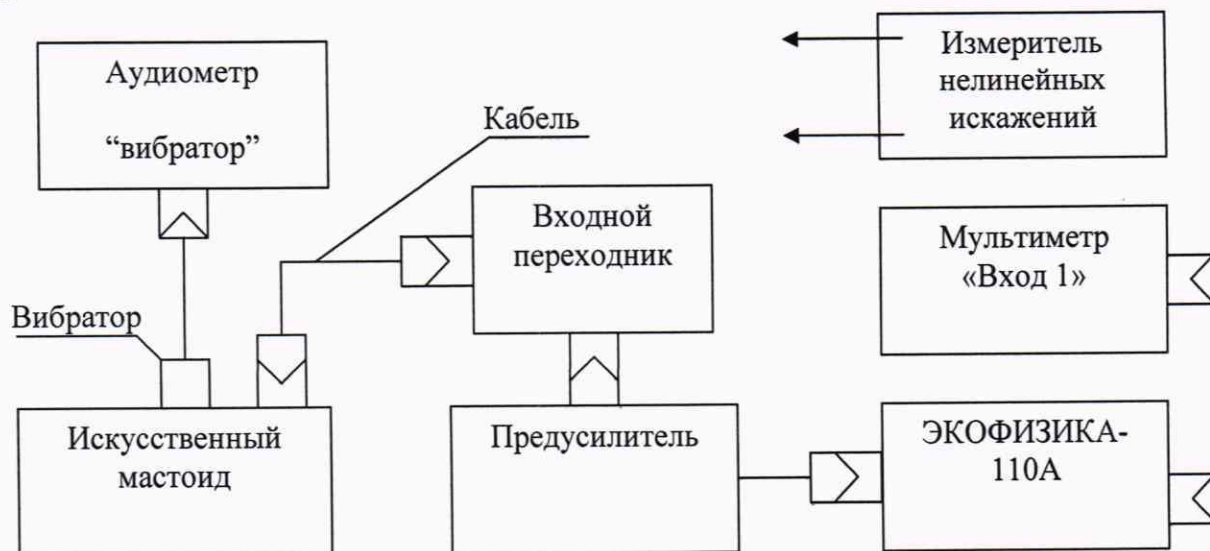 Аудиометр
“вибратор”
Кабель
Измеритель
нелинейных
искажений
Входной
переходник
Мультиметр
«Вход 1»
Вибратор
Искусственный
мастоид
Предусилитель
ЭКОФИЗИКА-
110А